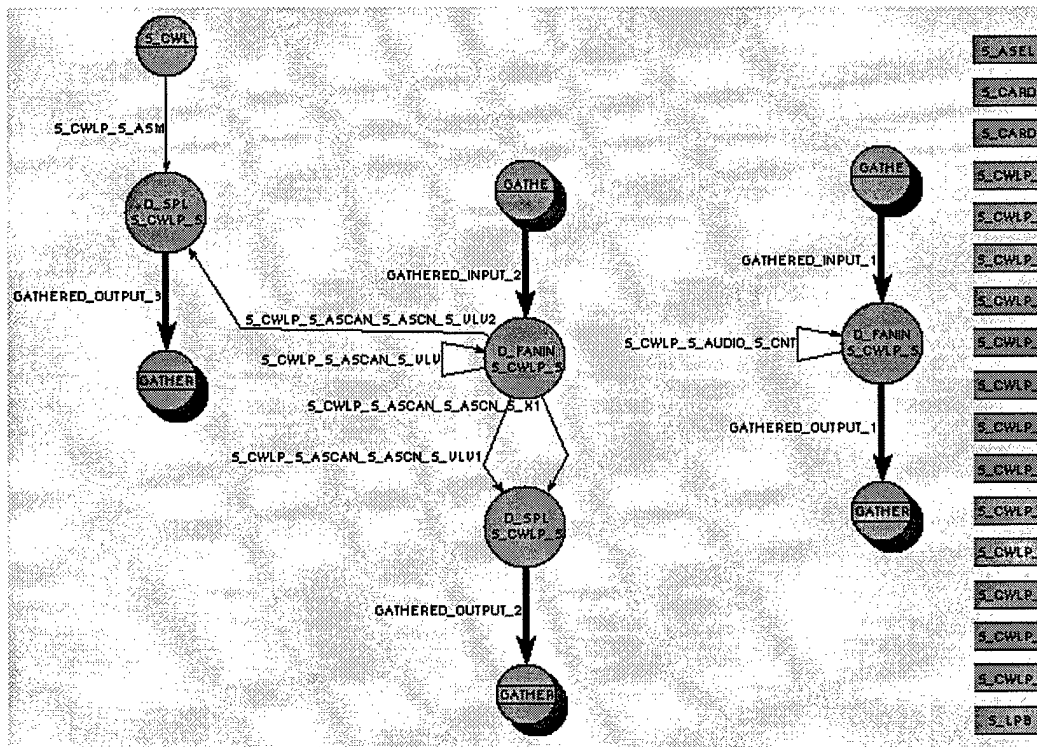 S_CWL
S_CWLP_S_ASM
D_SPL
S_CWLP_S
GATHERED_OUTPUT_3
GATHER
GATHE
GATHERED_INPUT_2
S_CWLP_S_ASCAN_S_ASCN_S_VLV2
D_FANIN
S_CWLP_S
S_CWLP_S_ASCAN_S_VLV
S_CWLP_S_ASCAN_S_ASCN_S_X1
S_CWLP_S_ASCAN_S_ASCN_S_VLV1
D_SPL
S_CWLP_S
GATHERED_OUTPUT_2
GATHER
GATHE
GATHERED_INPUT_1
S_CWLP_S_AUDIO_S_CNT
D_FANIN
S_CWLP_S
GATHERED_OUTPUT_1
GATHER
S_ASEL
S_CARD
S_CARD
S_CWLP_
S_CWLP_
S_CWLP_
S_CWLP_
S_CWLP_
S_CWLP_
S_CWLP_
S_CWLP_
S_CWLP_
S_CWLP_
S_CWLP_
S_CWLP_
S_CWLP_
S_LPB